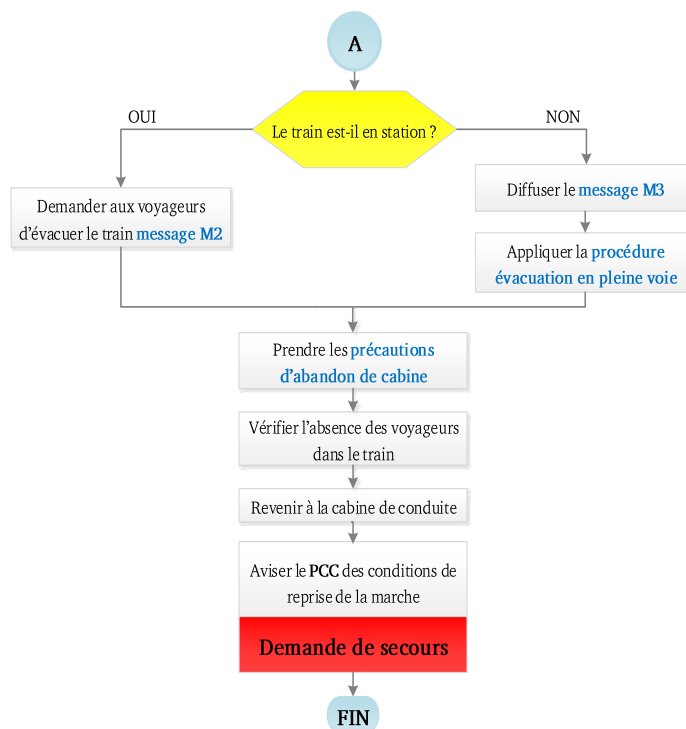 A
Le train est-il en station ?
OUI
NON
Demander aux voyageurs
d'évacuer le train message M2
Diffuser le message M3
Appliquer la procédure
évacuation en pleine voie
Prendre les précautions
d'abandon de cabine
Vérifier l'absence des voyageurs
dans le train
Revenir à la cabine de conduite
Aviser le PCC des conditions de
reprise de la marche
Demande de secours
FIN